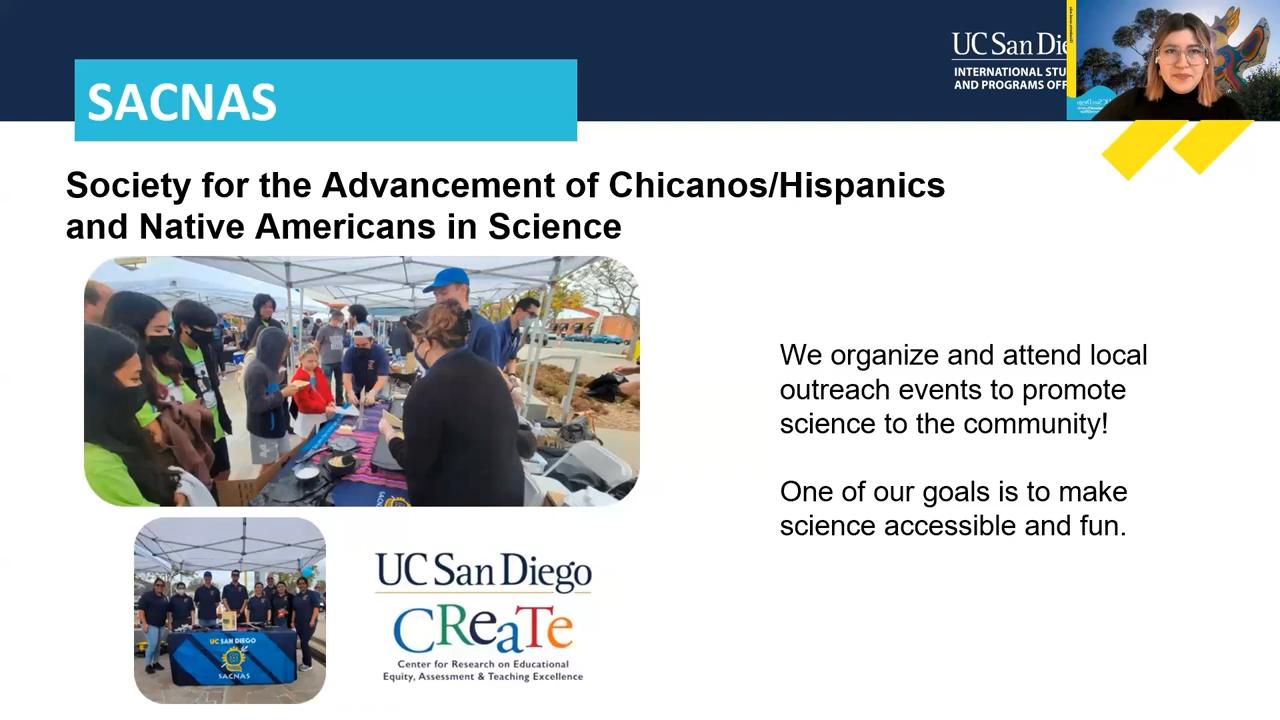 UC San Die
INTERNATIONAL STU
AND PROGRAMS OFF
SACNAS
Society for the Advancement of Chicanos/Hispanics
and Native Americans in Science
We organize and attend local
outreach events to promote
science to the community!
One of our goals is to make
science accessible and fun.
UC SAN DIEGO
SACNAS
UC San Diego
CReaTe
Center for Research on Educational
Equity, Assessment & Teaching Excellence